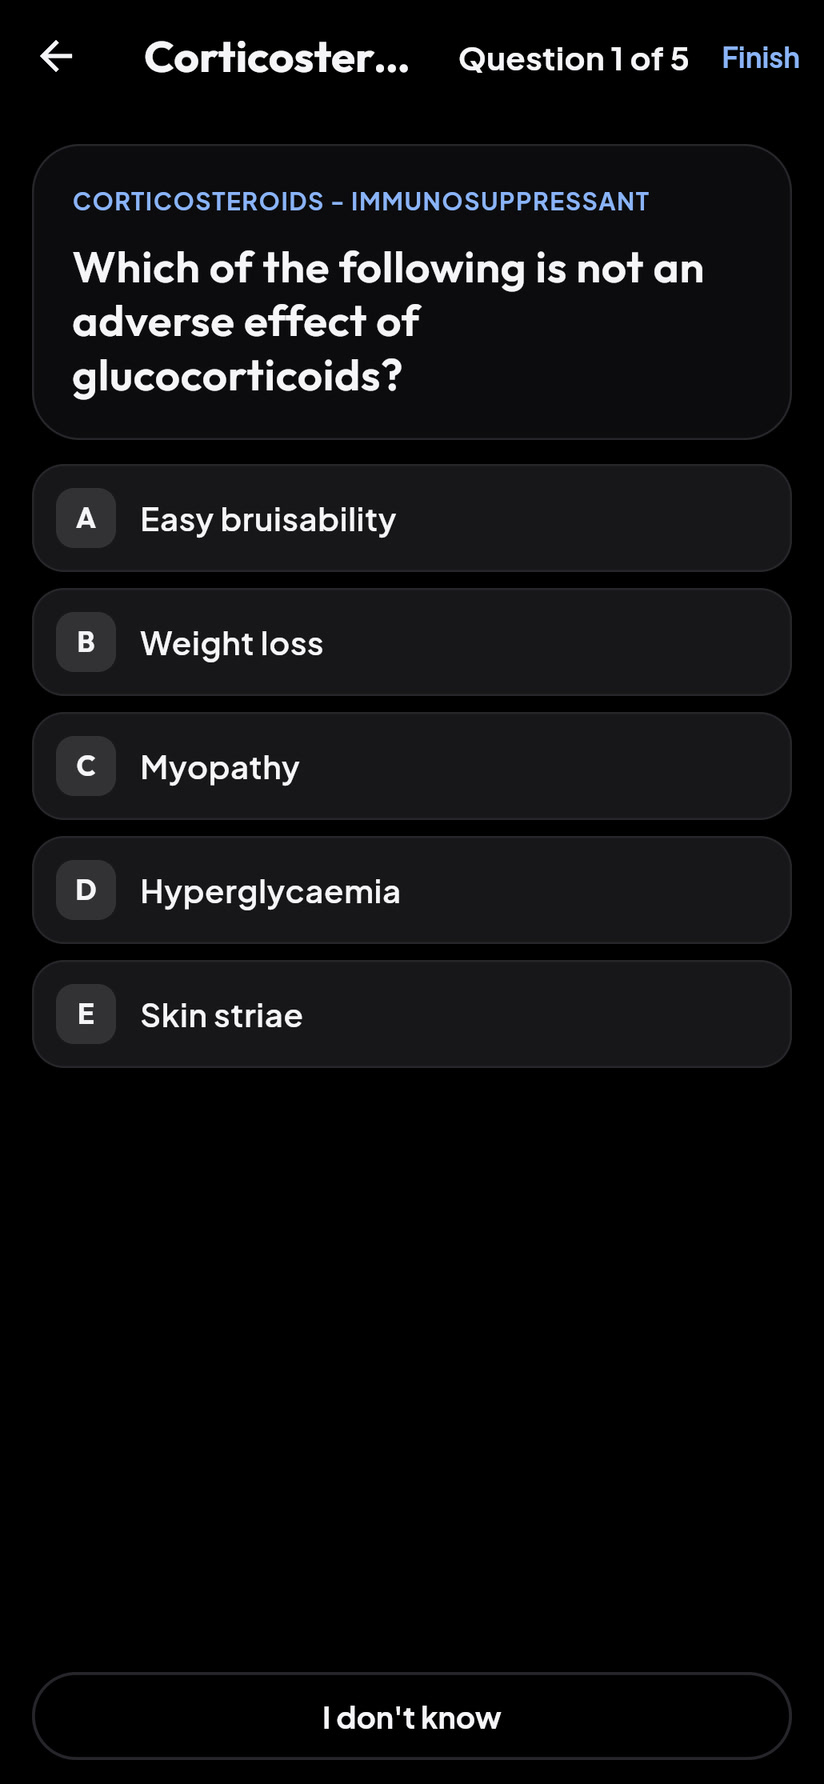 Corticoster... Question 1 of 5 Finish
CORTICOSTEROIDS – IMMUNOSUPPRESSANT
Which of the following is not an
adverse effect of
glucocorticoids?
A Easy bruisability
B Weight loss
C Myopathy
D Hyperglycaemia
E Skin striae
I don't know